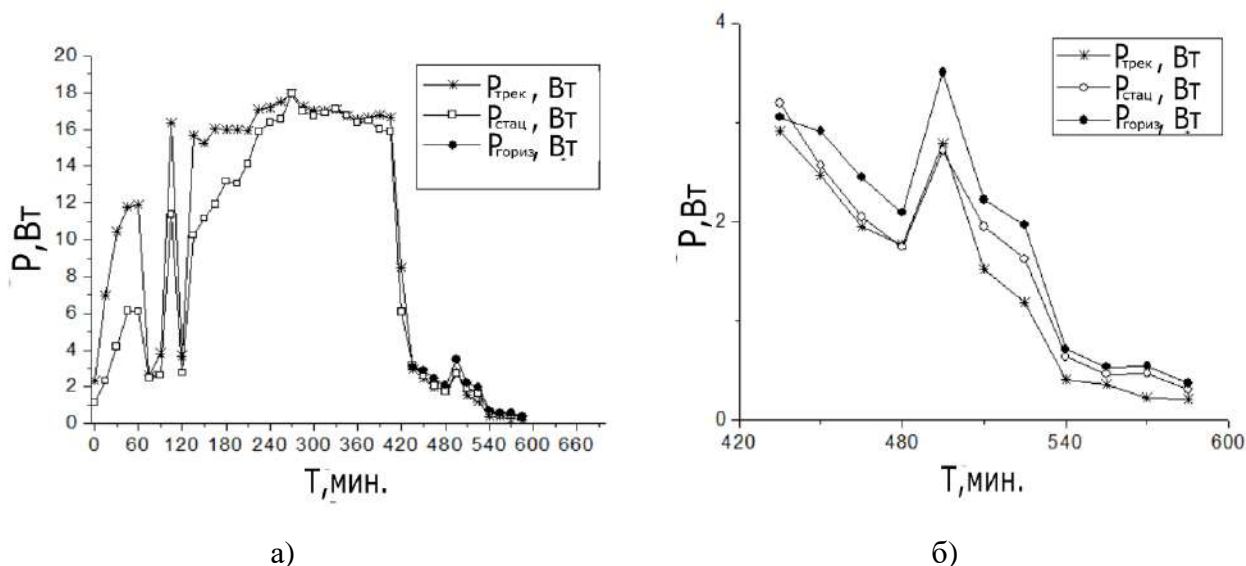 20
18
16
14
12
10
8
6
4
2
0
P,Вт
0 60 120 180 240 300 360 420 480 540 600 660
T,мин.
Pтрек , Вт
Pстац , Вт
Pгориз, Вт
а)
4
2
0
P,Вт
420 480 540 600
T,мин.
Pтрек , Вт
Pстац , Вт
Pгориз, Вт
б)